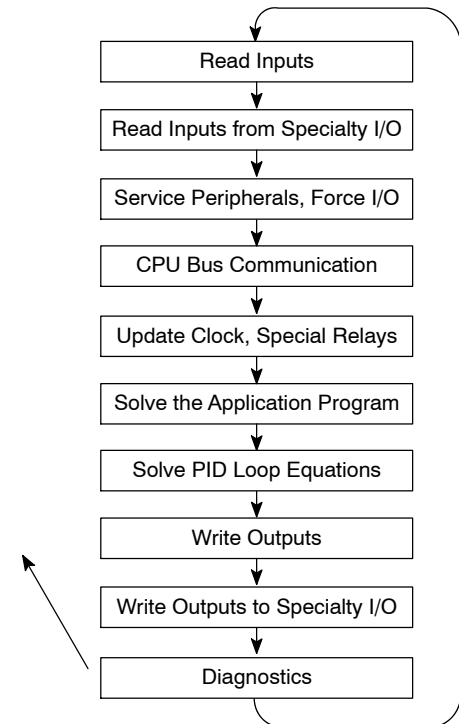 Read Inputs
Read Inputs from Specialty I/O
Service Peripherals, Force I/O
CPU Bus Communication
Update Clock, Special Relays
Solve the Application Program
Solve PID Loop Equations
Write Outputs
Write Outputs to Specialty I/O
Diagnostics